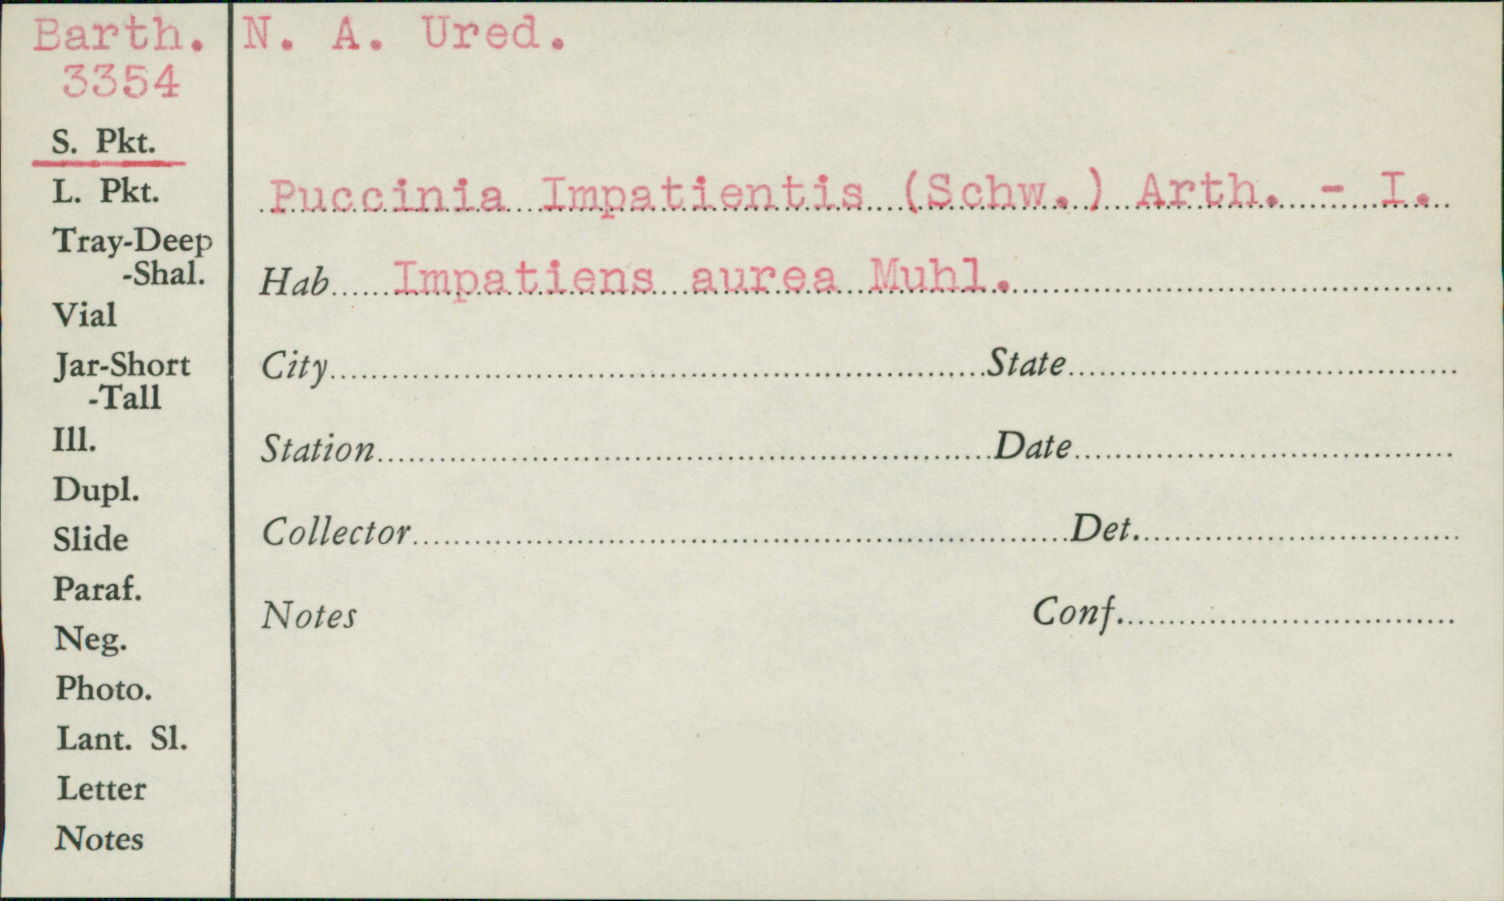 Barth. N. A. Ured.
3354
S. Pkt.
L. Pkt.
Tray-Deep
-Shal.
Vial
Jar-Short
-Tall
Ill.
Dupl.
Slide
Paraf.
Neg.
Photo.
Lant. Sl.
Letter
Notes
Puccinia Impatientis (Schw.) Arth. - I.
Hab Impatiens aurea Muhl.
City State
Station Date
Collector Det.
Notes Conf.